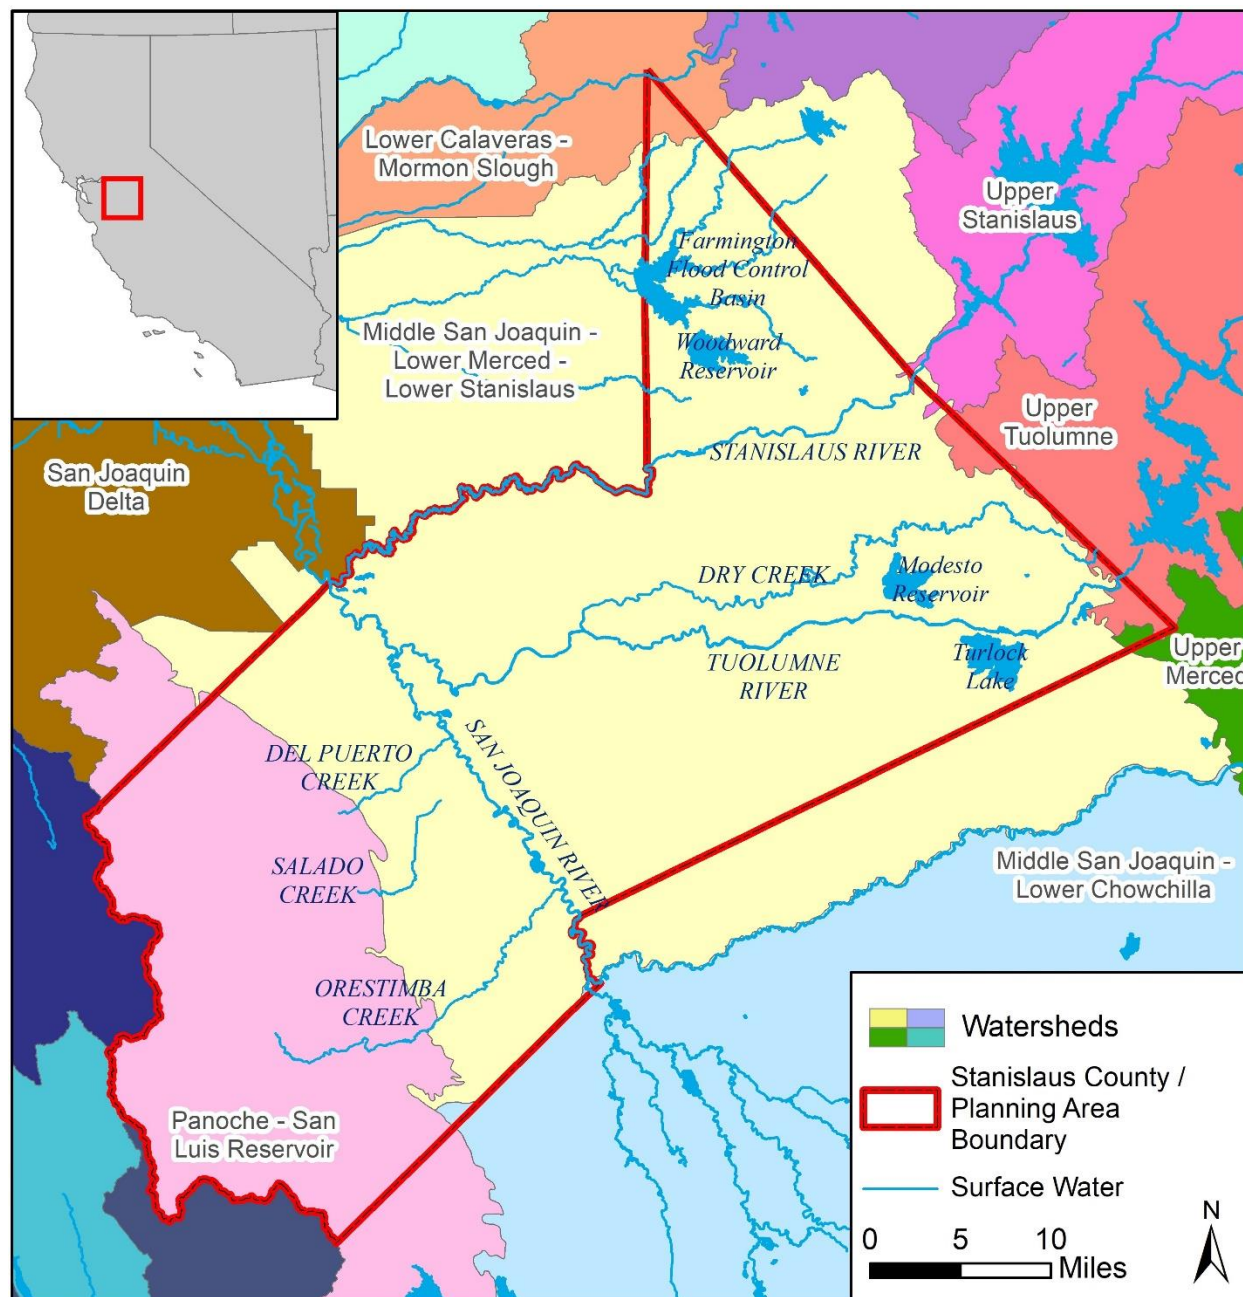 Lower Calaveras -
Mormon Slough
Upper
Stanislaus
Farmington
Flood Control
Basin
Middle San Joaquin -
Lower Merced -
Lower Stanislaus
Woodward
Reservoir
Upper
Tuolumne
STANISLAUS RIVER
San Joaquin
Delta
DRY CREEK
Modesto
Reservoir
TUOLUMNE
RIVER
Turlock
Lake
Upper
Merced
DEL PUERTO
CREEK
SAN JOAQUIN RIVER
SALADO
CREEK
Middle San Joaquin -
Lower Chowchilla
ORESTIMBA
CREEK
Panoche - San
Luis Reservoir
Watersheds
Stanislaus County /
Planning Area
Boundary
Surface Water
0 5 10
Miles
N